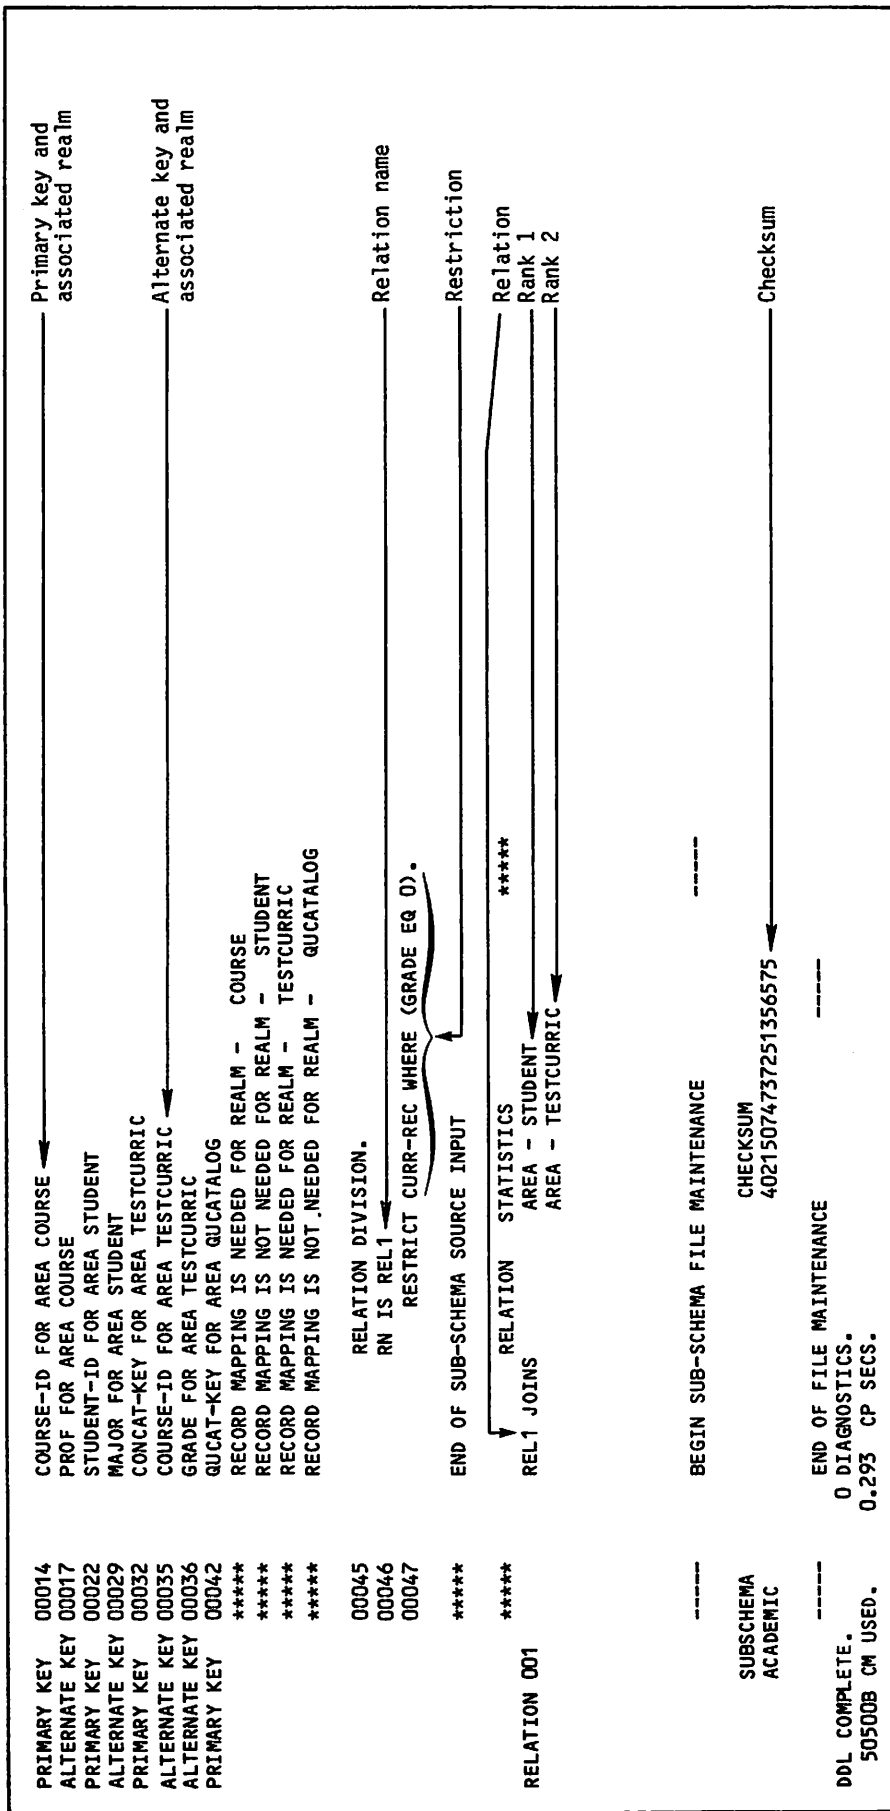 PRIMARY KEY 00014 COURSE-ID FOR AREA COURSE Primary key and
ALTERNATE KEY 00017 PROF FOR AREA COURSE associated realm
PRIMARY KEY 00022 STUDENT-ID FOR AREA STUDENT
ALTERNATE KEY 00029 MAJOR FOR AREA STUDENT
PRIMARY KEY 00032 CONCAT-KEY FOR AREA TESTCURRIC
ALTERNATE KEY 00035 COURSE-ID FOR AREA TESTCURRIC Alternate key and
ALTERNATE KEY 00036 GRADE FOR AREA TESTCURRIC associated realm
PRIMARY KEY 00042 QUCAT-KEY FOR AREA QUCATALOG
***** RECORD MAPPING IS NEEDED FOR REALM - COURSE
***** RECORD MAPPING IS NOT NEEDED FOR REALM - STUDENT
***** RECORD MAPPING IS NEEDED FOR REALM - TESTCURRIC
***** RECORD MAPPING IS NOT NEEDED FOR REALM - QUCATALOG
00045 RELATION DIVISION.
00046 RN IS REL1 Relation name
00047 RESTRICT CURR-REC WHERE (GRADE EQ 0).
***** END OF SUB-SCHEMA SOURCE INPUT Restriction
***** RELATION STATISTICS ***** Relation
RELATION 001 REL1 JOINS AREA - STUDENT Rank 1
AREA - TESTCURRIC Rank 2
----- BEGIN SUB-SCHEMA FILE MAINTENANCE -----
SUBSCHEMA CHECKSUM
ACADEMIC 40215074737251356575 Checksum
----- END OF FILE MAINTENANCE -----
DDL COMPLETE. 0 DIAGNOSTICS.
50500B CM USED. 0.293 CP SECS.